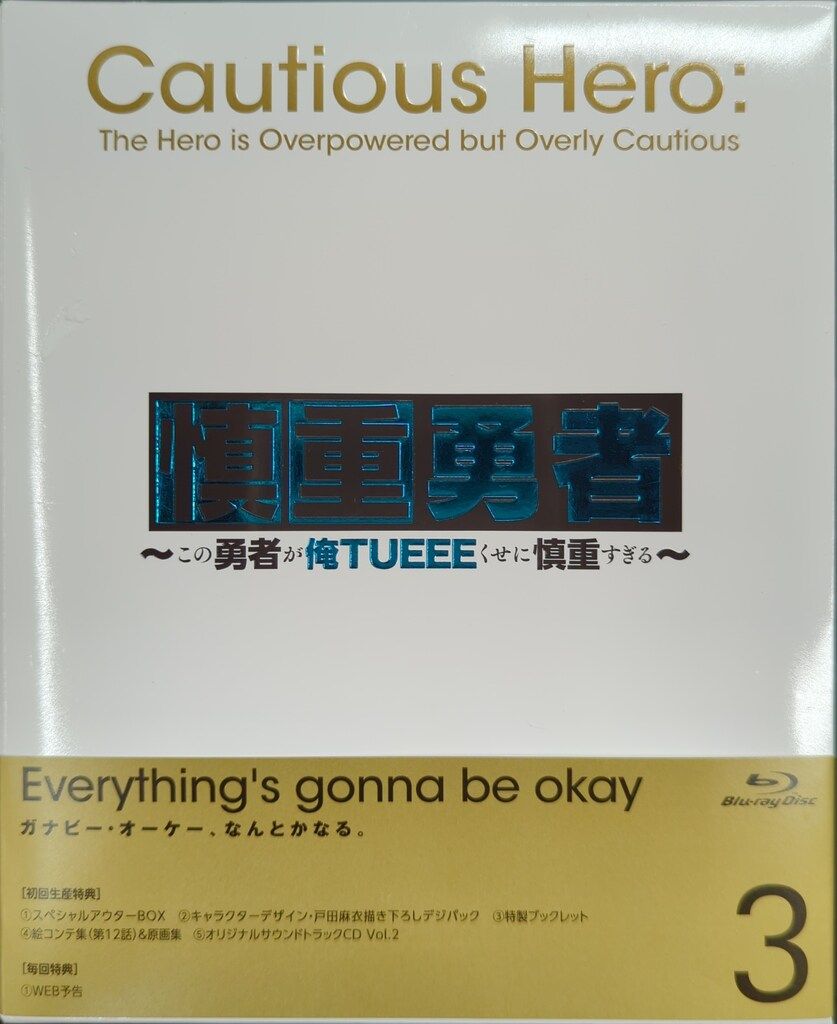 Cautious Hero:
The Hero is Overpowered but Overly Cautious
慎重勇者
～この勇者が俺TUEEEくせに慎重すぎる～
Everything's gonna be okay
Blu-ray Disc
ガナビー・オーケー、なんとかなる。
[初回生産特典]
①スペシャルアウターBOX ②キャラクターデザイン・戸田麻衣描き下ろしデジパック ③特製ブックレット
④絵コンテ集(第12話)&原画集 ⑤オリジナルサウンドトラックCD Vol.2
[毎回特典]
①WEB予告
3